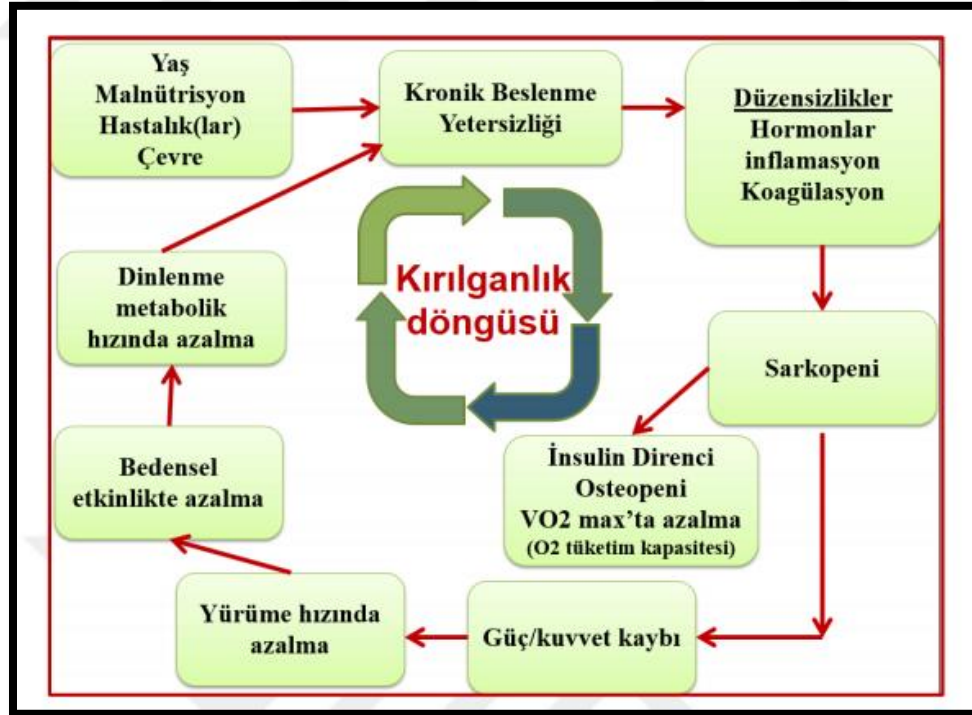 Yaş
Malnütrisyon
Hastalık(lar)
Çevre
Kronik Beslenme
Yetersizliği
Düzensizlikler
Hormonlar
inflamasyon
Koagülasyon
Kırılganlık
döngüsü
Dinlenme
metabolik
hızında azalma
Sarkopeni
Bedensel
etkinlikte azalma
İnsulin Direnci
Osteopeni
VO2 max’ta azalma
(O2 tüketim kapasitesi)
Yürüme hızında
azalma
Güç/kuvvet kaybı